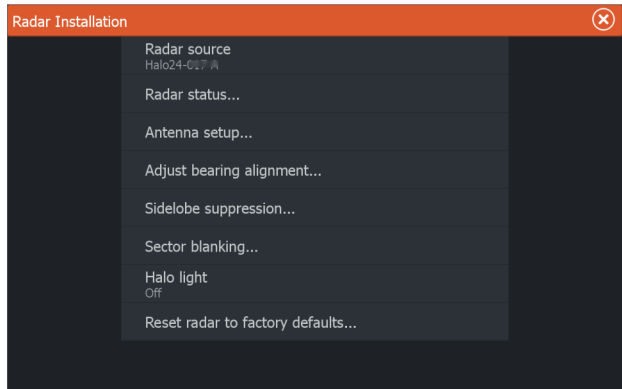 Radar Installation
Radar source
Halo24-
Radar status...
Antenna setup...
Adjust bearing alignment...
Sidelobe suppression...
Sector blanking...
Halo light
Off
Reset radar to factory defaults...